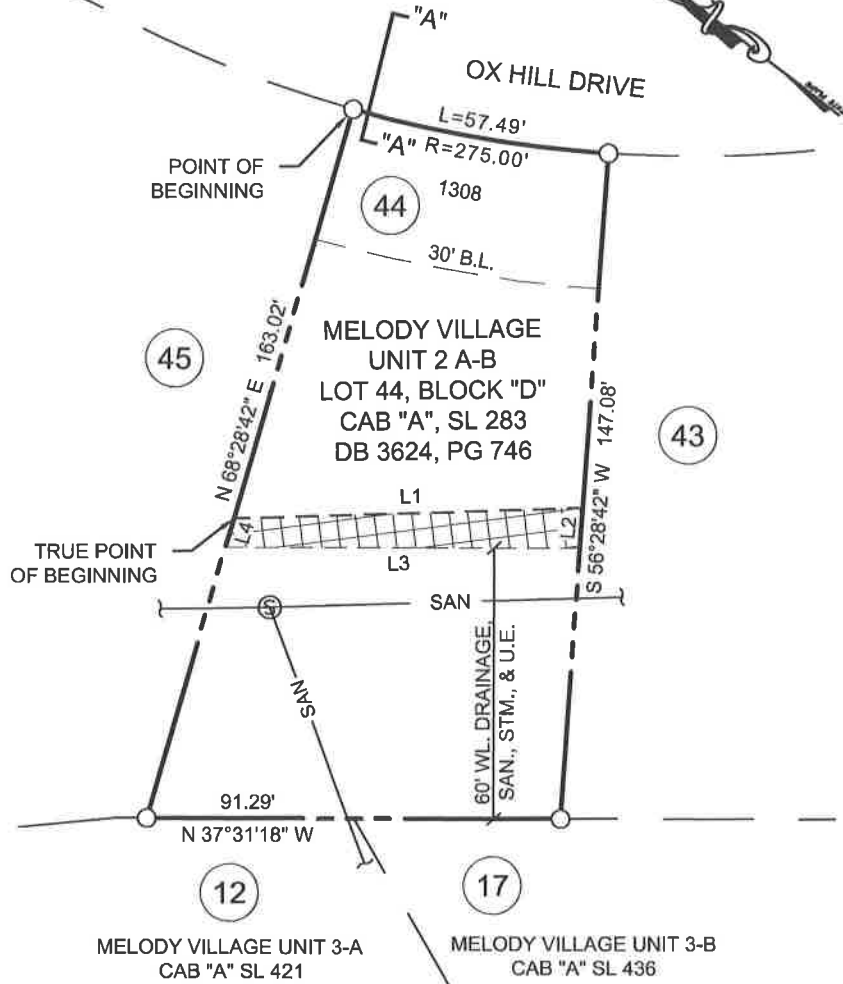 "A"
OX HILL DRIVE
L=57.49'
"A" R=275.00'
POINT OF
BEGINNING
1308
44
30' B.L.
N 68°28'42" E 163.02'
45
MELODY VILLAGE
UNIT 2 A-B
LOT 44, BLOCK "D"
CAB "A", SL 283
DB 3624, PG 746
S 56°28'42" W 147.08'
43
L1
L4
L2
L3
TRUE POINT
OF BEGINNING
SAN
S
SAN
60' WL. DRAINAGE,
SAN., STM., & U.E.
91.29'
N 37°31'18" W
12
17
MELODY VILLAGE UNIT 3-A
CAB "A" SL 421
MELODY VILLAGE UNIT 3-B
CAB "A" SL 436